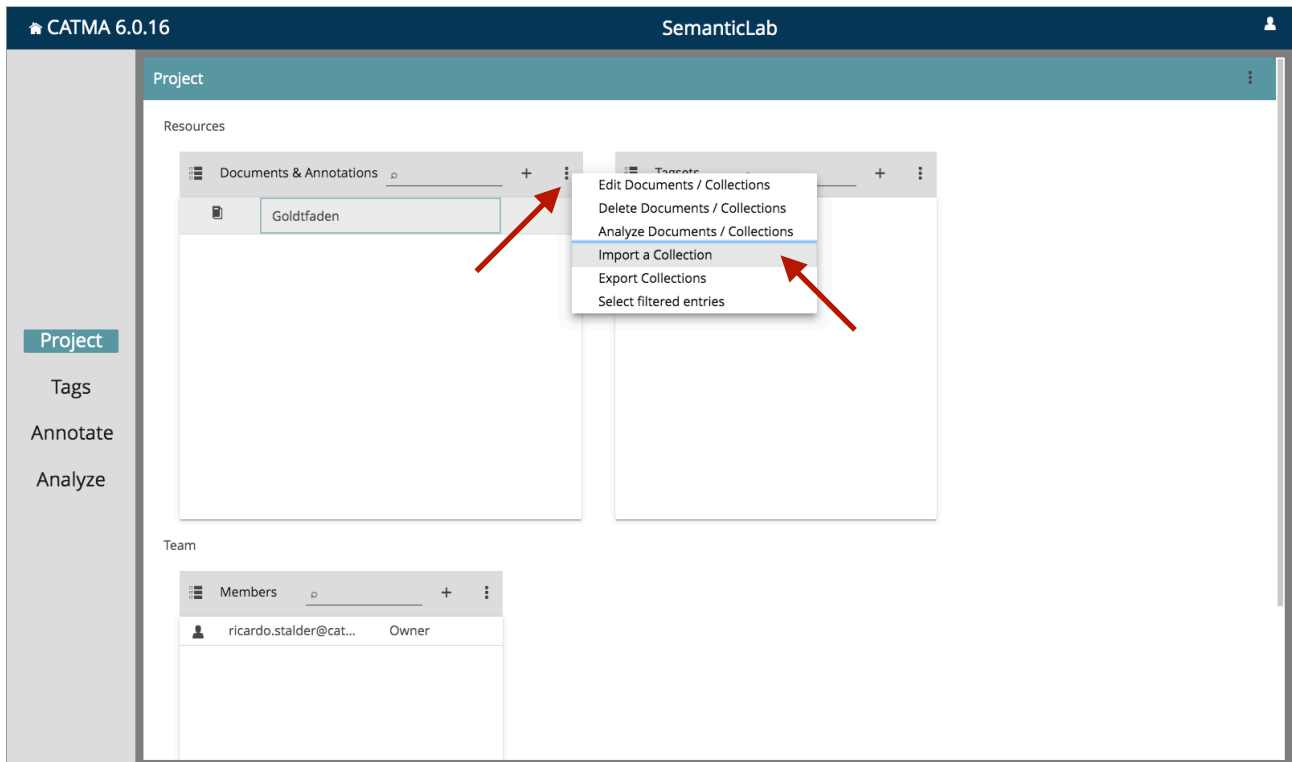 CATMA 6.0.16
SemanticLab
Project
Resources
Documents & Annotations
Tagsets
Goldtfaden
Edit Documents / Collections
Delete Documents / Collections
Analyze Documents / Collections
Import a Collection
Export Collections
Select filtered entries
Project
Tags
Annotate
Analyze
Team
Members
ricardo.stalder@cat... Owner